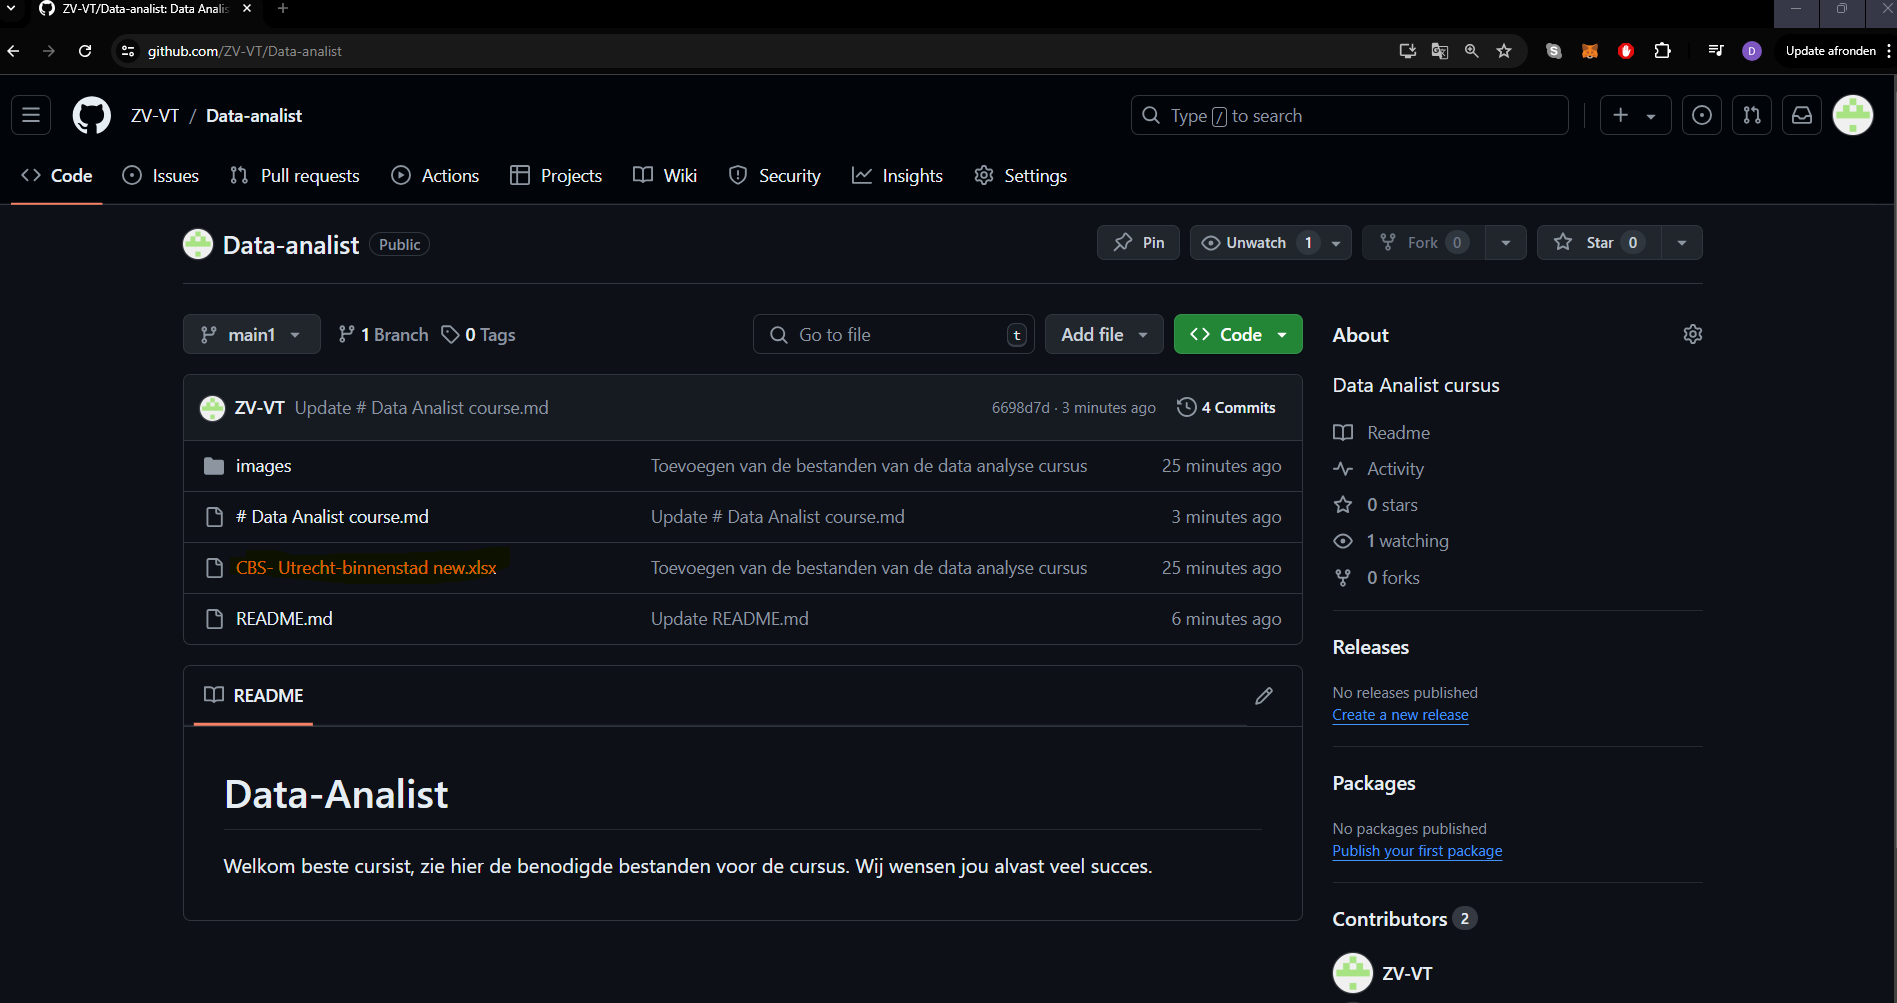 ZV-VT/Data-analist: Data Analis
github.com/ZV-VT/Data-analist
Update afronden
ZV-VT / Data-analist
Type / to search
Code Issues Pull requests Actions Projects Wiki Security Insights Settings
Data-analist Public
Pin Unwatch 1 Fork 0 Star 0
main1 1 Branch 0 Tags Go to file t Add file Code
ZV-VT Update # Data Analist course.md 6698d7d · 3 minutes ago 4 Commits
images Toevoegen van de bestanden van de data analyse cursus 25 minutes ago
# Data Analist course.md Update # Data Analist course.md 3 minutes ago
CBS- Utrecht-binnenstad new.xlsx Toevoegen van de bestanden van de data analyse cursus 25 minutes ago
README.md Update README.md 6 minutes ago
README
Data-Analist
Welkom beste cursist, zie hier de benodigde bestanden voor de cursus. Wij wensen jou alvast veel succes.
About
Data Analist cursus
Readme
Activity
0 stars
1 watching
0 forks
Releases
No releases published
Create a new release
Packages
No packages published
Publish your first package
Contributors 2
ZV-VT